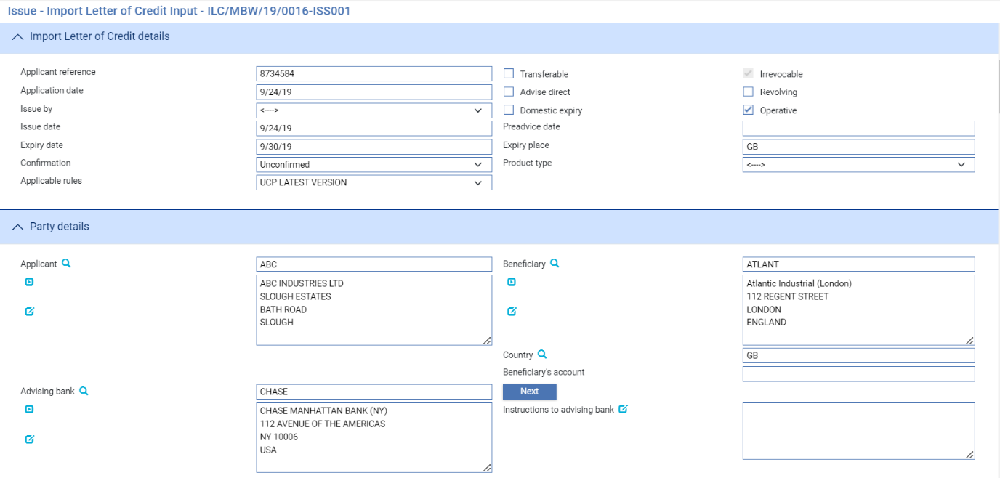 Issue - Import Letter of Credit Input - ILC/MBW/19/0016-ISS001
Import Letter of Credit details
Applicant reference 8734584 Transferable Irrevocable
Application date 9/24/19 Advise direct Revolving
Issue by <----> Domestic expiry Operative
Issue date 9/24/19 Preadvice date
Expiry date 9/30/19 Expiry place GB
Confirmation Unconfirmed Product type <---->
Applicable rules UCP LATEST VERSION
Party details
Applicant ABC Beneficiary ATLANT
ABC INDUSTRIES LTD Atlantic Industrial (London)
SLOUGH ESTATES 112 REGENT STREET
BATH ROAD LONDON
SLOUGH ENGLAND
Country GB
Beneficiary's account
Advising bank CHASE Next
CHASE MANHATTAN BANK (NY) Instructions to advising bank
112 AVENUE OF THE AMERICAS
NY 10006
USA